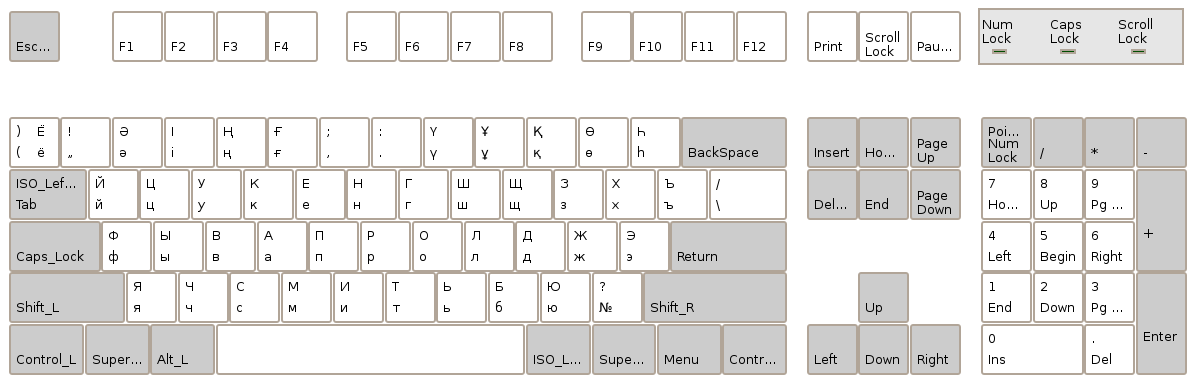 Esc... F1 F2 F3 F4 F5 F6 F7 F8 F9 F10 F11 F12 Print Scroll Lock Pau... Num Lock Caps Lock Scroll Lock
) Ё ! Ә І Ң Ғ ; : Ү Ұ Қ Ө Һ
( ё „ ә і ң ғ , . ү ұ қ ө һ BackSpace Insert Ho... Page Up Poi... Num Lock / * -
ISO_Lef... Й Ц У К Е Н Г Ш Щ З Х Ъ / 7 8 9
Tab й ц у к е н г ш щ з х ъ \ Del... End Page Down Ho... Up Pg ... +
Ф Ы В А П Р О Л Д Ж Э 4 5 6
Caps_Lock ф ы в а п р о л д ж э Return Left Begin Right
Я Ч С М И Т Ь Б Ю ? 1 2 3
Shift_L я ч с м и т ь б ю № Shift_R Up End Down Pg ... Enter
0 .
Control_L Super... Alt_L ISO_L... Supe... Menu Contr... Left Down Right Ins Del